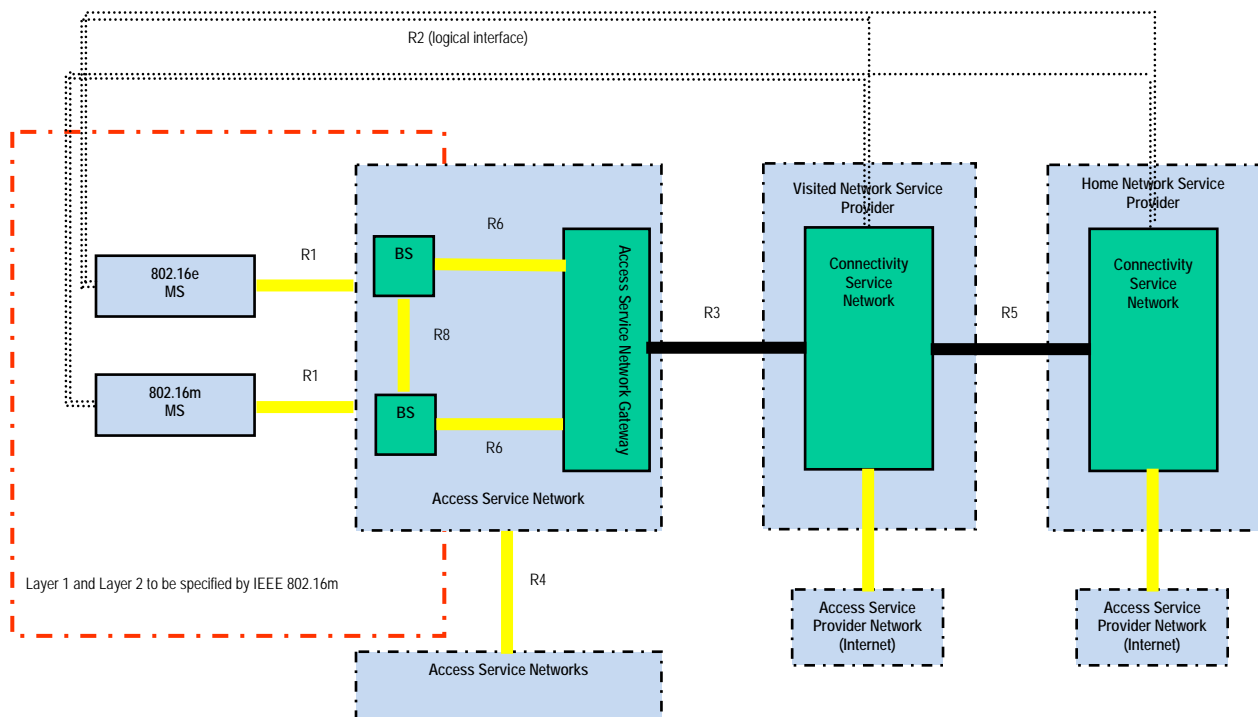 R2 (logical interface)
Visited Network Service
Provider
Home Network Service
Provider
R6
BS
Access Service Network Gateway
Connectivity
Service
Network
Connectivity
Service
Network
R1
802.16e
MS
R8
R3
R5
R1
802.16m
MS
BS
R6
Access Service Network
Layer 1 and Layer 2 to be specified by IEEE 802.16m
R4
Access Service
Provider Network
(Internet)
Access Service
Provider Network
(Internet)
Access Service Networks